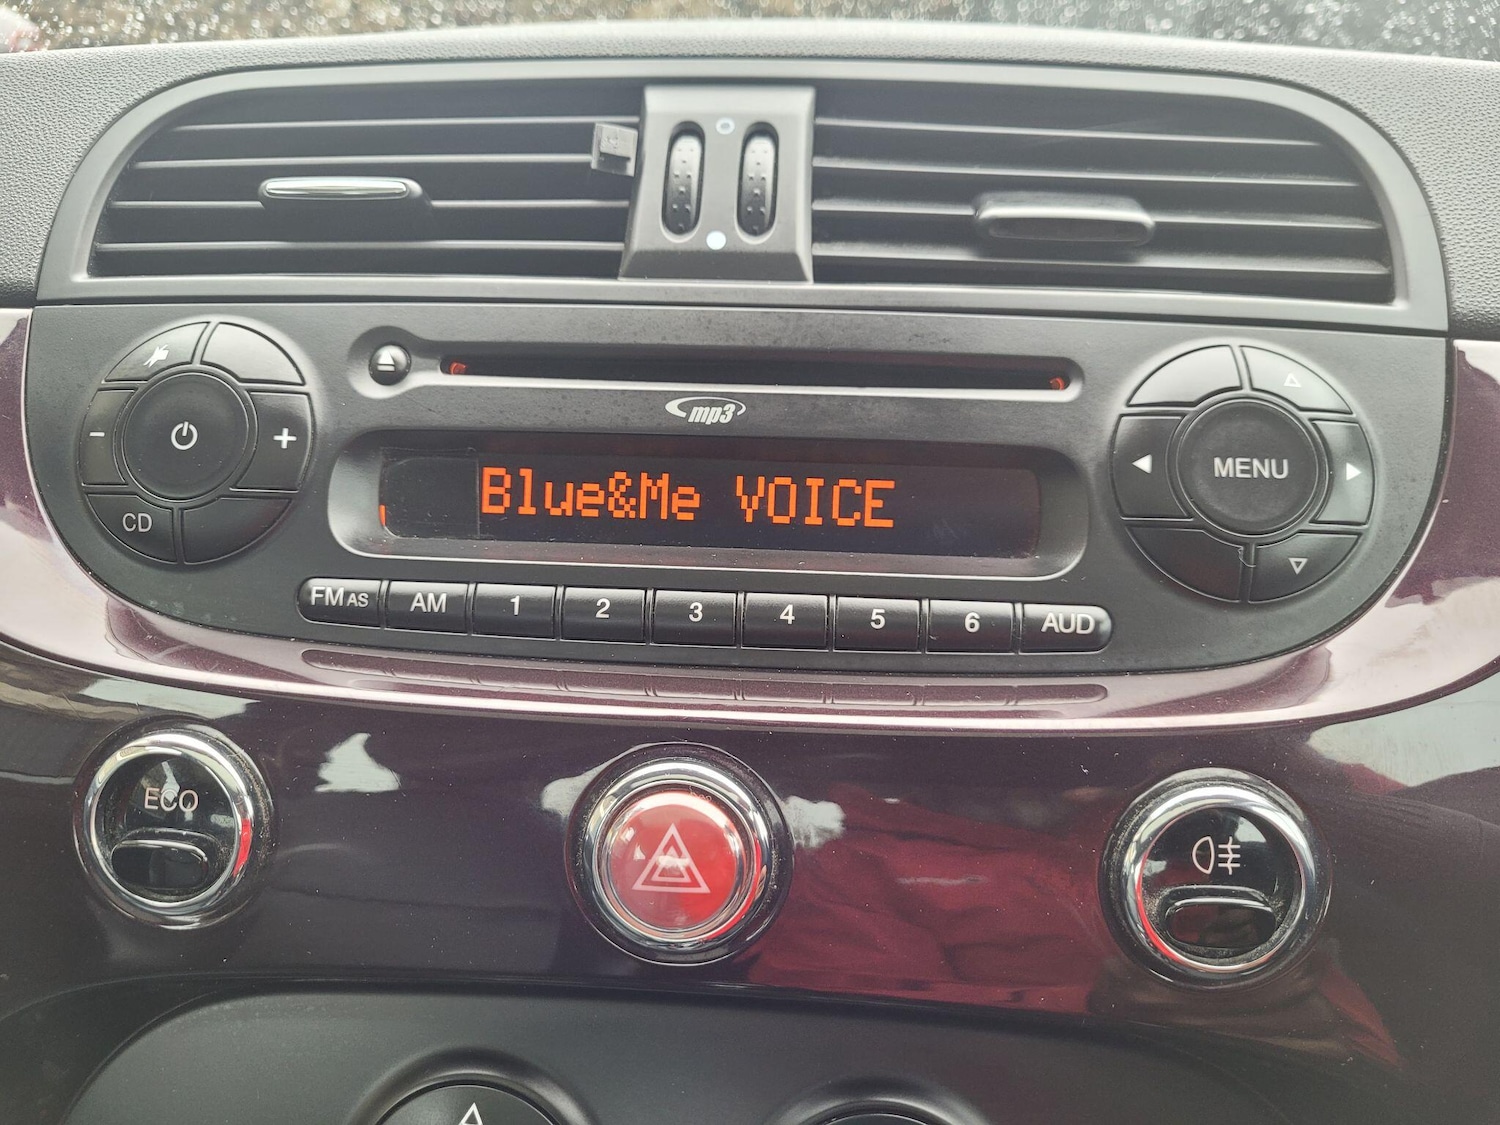 mp3
MENU
CD
Blue&Me VOICE
FM AS AM 1 2 3 4 5 6 AUD
ECO